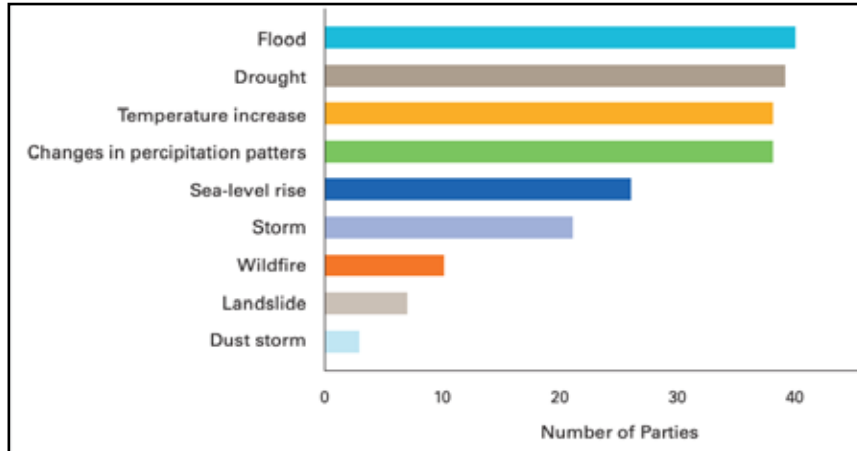 Flood
Drought
Temperature increase
Changes in percipitation patters
Sea-level rise
Storm
Wildfire
Landslide
Dust storm
0 10 20 30 40
Number of Parties